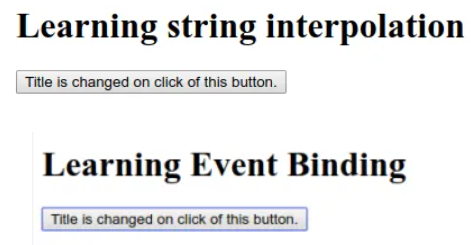 Learning string interpolation
Title is changed on click of this button.
Learning Event Binding
Title is changed on click of this button.